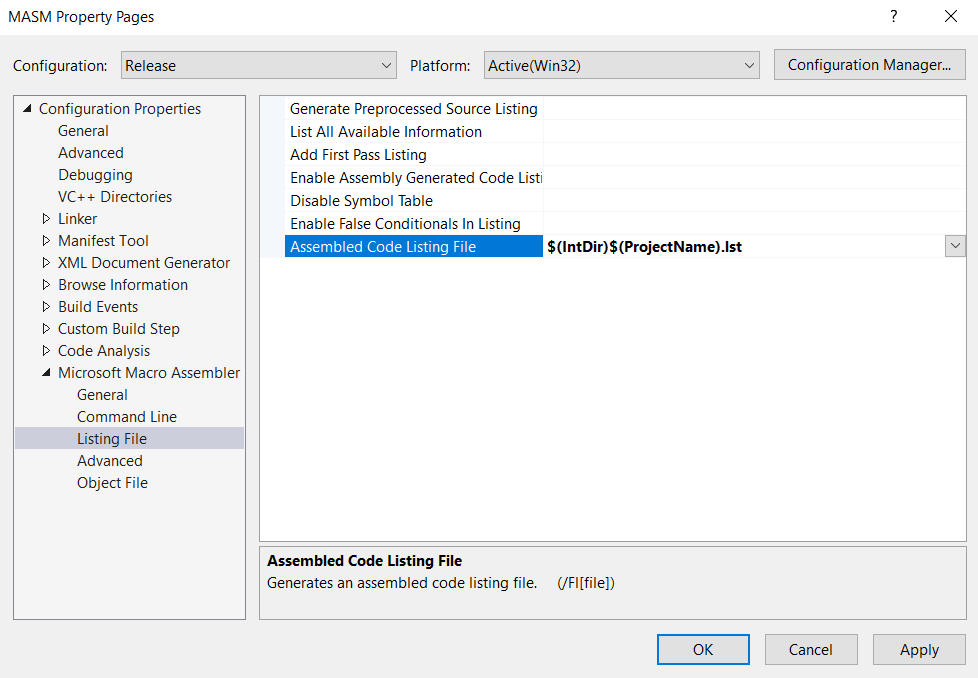 MASM Property Pages
?
Configuration: Release Platform: Active(Win32) Configuration Manager...
Configuration Properties
General
Advanced
Debugging
VC++ Directories
Linker
Manifest Tool
XML Document Generator
Browse Information
Build Events
Custom Build Step
Code Analysis
Microsoft Macro Assembler
General
Command Line
Listing File
Advanced
Object File
Generate Preprocessed Source Listing
List All Available Information
Add First Pass Listing
Enable Assembly Generated Code Listi
Disable Symbol Table
Enable False Conditionals In Listing
Assembled Code Listing File $(IntDir)$(ProjectName).lst
Assembled Code Listing File
Generates an assembled code listing file. (/Fl[file])
OK Cancel Apply